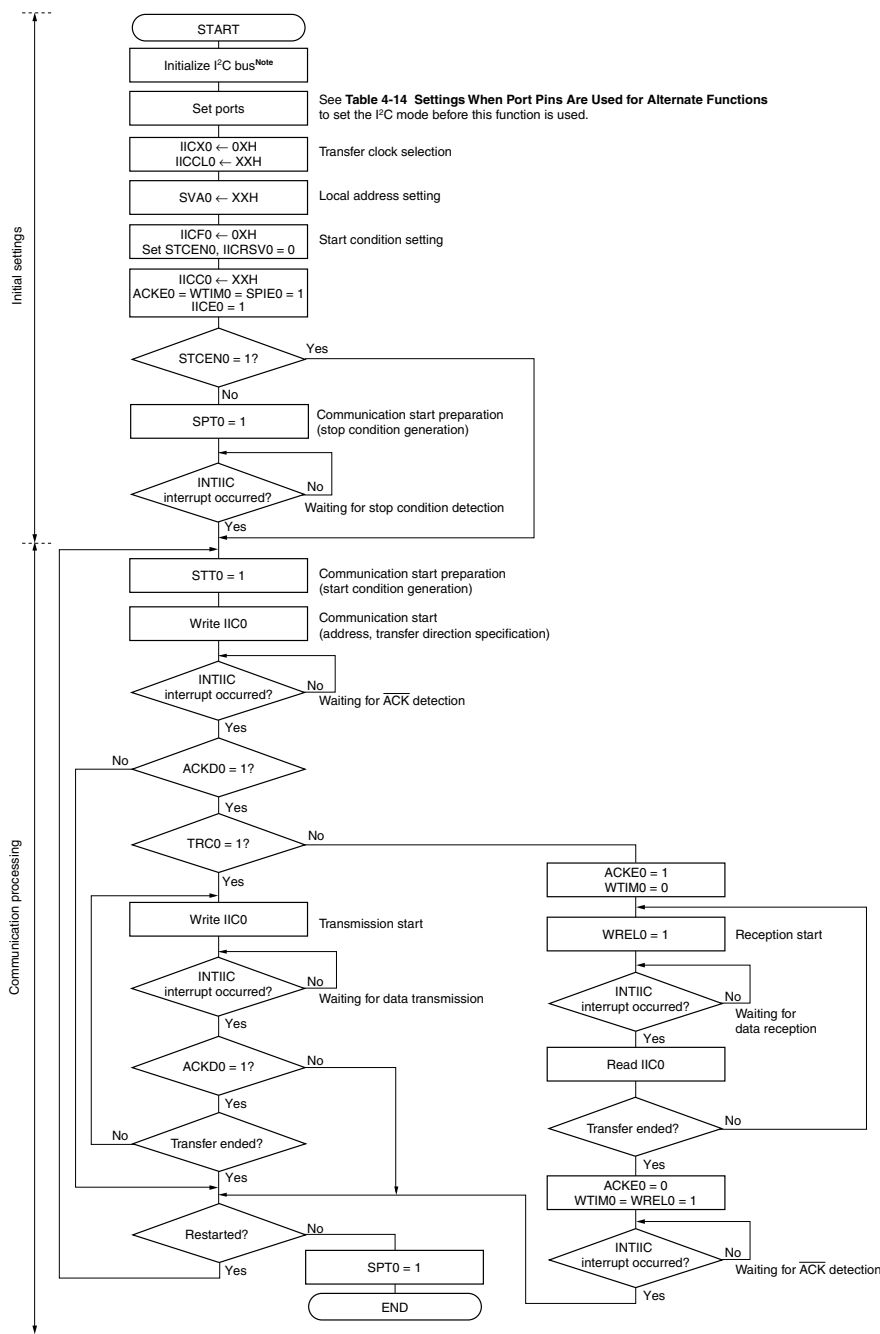 START
Initialize I²C busNote
Set ports
See Table 4-14 Settings When Port Pins Are Used for Alternate Functions
to set the I²C mode before this function is used.
IICX0 ← 0XH
IICCL0 ← XXH
Transfer clock selection
SVA0 ← XXH
Local address setting
IICF0 ← 0XH
Set STCEN0, IICRSV0 = 0
Start condition setting
IICC0 ← XXH
ACKE0 = WTIM0 = SPIE0 = 1
IICE0 = 1
Initial settings
STCEN0 = 1?
Yes
No
SPT0 = 1
Communication start preparation
(stop condition generation)
INTIIC
interrupt occurred?
No
Waiting for stop condition detection
Yes
STT0 = 1
Communication start preparation
(start condition generation)
Write IIC0
Communication start
(address, transfer direction specification)
INTIIC
interrupt occurred?
No
Waiting for ACK detection
Yes
No
ACKD0 = 1?
Yes
TRC0 = 1?
No
Yes
Communication processing
Write IIC0
Transmission start
INTIIC
interrupt occurred?
No
Waiting for data transmission
Yes
ACKD0 = 1?
No
Yes
No
Transfer ended?
Yes
Restarted?
No
Yes
SPT0 = 1
END
ACKE0 = 1
WTIM0 = 0
WREL0 = 1
Reception start
INTIIC
interrupt occurred?
No
Waiting for
data reception
Yes
Read IIC0
Transfer ended?
No
Yes
ACKE0 = 0
WTIM0 = WREL0 = 1
INTIIC
interrupt occurred?
No
Waiting for ACK detection
Yes